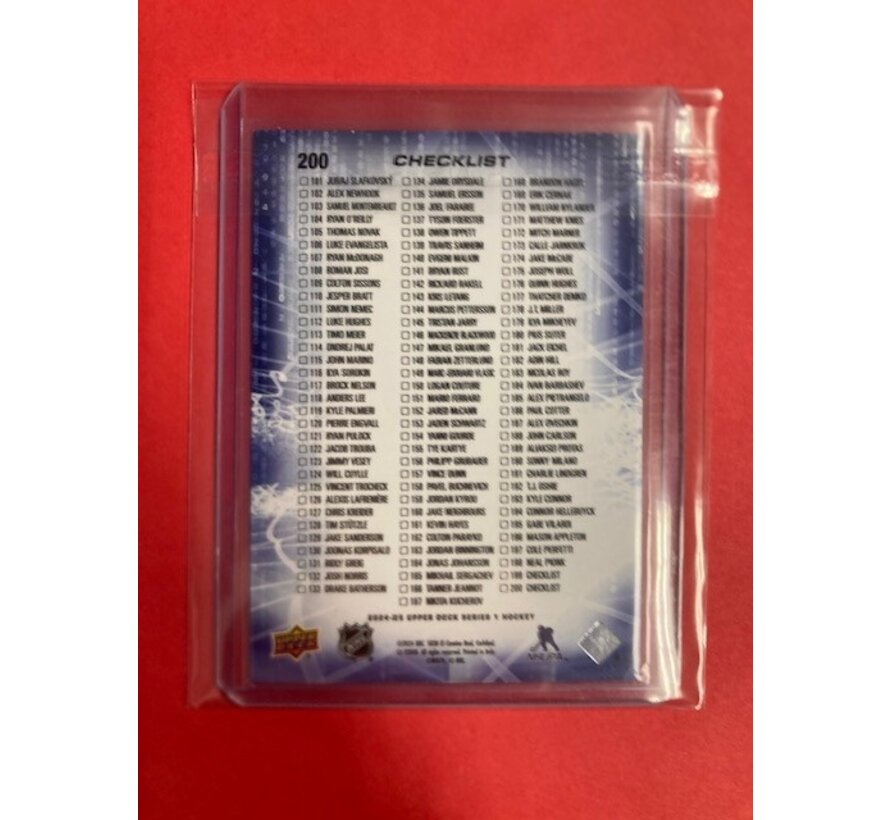 200 CHECKLIST
101 JURAJ SLAFKOVSKÝ
102 ALEX NEWHOOK
103 SAMUEL MONTEMBEAULT
104 RYAN O'REILLY
105 THOMAS NOVAK
106 LUKE EVANGELISTA
107 RYAN McDONAGH
108 ROMAN JOSI
109 COLTON SISSONS
110 JESPER BRATT
111 SIMON NEMEC
112 LUKE HUGHES
113 TIMO MEIER
114 ONDREJ PALAT
115 JOHN MARINO
116 ILYA SOROKIN
117 BROCK NELSON
118 ANDERS LEE
119 KYLE PALMIERI
120 PIERRE ENGVALL
121 RYAN PULOCK
122 JACOB TROUBA
123 JIMMY VESEY
124 WILL CUYLLE
125 VINCENT TROCHECK
126 ALEXIS LAFRENIÈRE
127 CHRIS KREIDER
128 TIM STÜTZLE
129 JAKE SANDERSON
130 JOONAS KORPISALO
131 RIDLY GREIG
132 JOSH NORRIS
133 DRAKE BATHERSON
134 JAMIE DRYSDALE
135 SAMUEL ERSSON
136 JOEL FARABEE
137 TYSON FOERSTER
138 OWEN TIPPETT
139 TRAVIS SANHEIM
140 EVGENI MALKIN
141 BRYAN RUST
142 RICKARD RAKELL
143 KRIS LETANG
144 MARCUS PETTERSSON
145 TRISTAN JARRY
146 MACKENZIE BLACKWOOD
147 MIKAEL GRANLUND
148 FABIAN ZETTERLUND
149 MARC-EDOUARD VLASIC
150 LOGAN COUTURE
151 MARIO FERRARO
152 JARED McCANN
153 JADEN SCHWARTZ
154 YANNI GOURDE
155 TYE KARTYE
156 PHILIPP GRUBAUER
157 VINCE DUNN
158 PAVEL BUCHNEVICH
159 JORDAN KYROU
160 JAKE NEIGHBOURS
161 KEVIN HAYES
162 COLTON PARAYKO
163 JORDAN BINNINGTON
164 JONAS JOHANSSON
165 MIKHAIL SERGACHEV
166 TANNER JEANNOT
167 NIKITA KUCHEROV
168 BRANDON HAGEL
169 ERIK CERNAK
170 WILLIAM NYLANDER
171 MATTHEW KNIES
172 MITCH MARNER
173 CALLE JARNKROK
174 JAKE McCABE
175 JOSEPH WOLL
176 QUINN HUGHES
177 THATCHER DEMKO
178 J.T. MILLER
179 ILYA MIKHEYEV
180 PIUS SUTER
181 JACK EICHEL
182 ADIN HILL
183 NICOLAS ROY
184 IVAN BARBASHEV
185 ALEX PIETRANGELO
186 PAUL COTTER
187 ALEX OVECHKIN
188 JOHN CARLSON
189 ALIAKSEI PROTAS
190 SONNY MILANO
191 CHARLIE LINDGREN
192 T.J. OSHIE
193 KYLE CONNOR
194 CONNOR HELLEBUYCK
195 GABE VILARDI
196 MASON APPLETON
197 COLE PERFETTI
198 NEAL PIONK
199 CHECKLIST
200 CHECKLIST
2024-25 UPPER DECK SERIES 1 HOCKEY
UPPER DECK
NHL
NHLPA